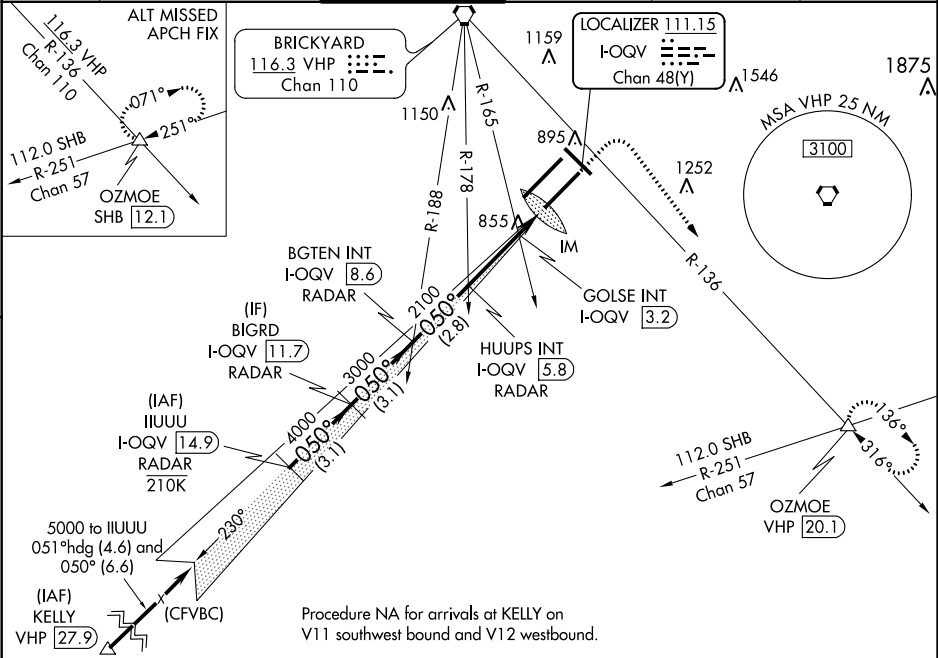 ALT MISSED
APCH FIX
116.3 VHP
R-136
Chan 110
071°
251°
112.0 SHB
R-251
Chan 57
OZMOE
SHB 12.1
BRICKYARD
116.3 VHP
Chan 110
1159
LOCALIZER 111.15
I-OQV
Chan 48(Y)
1546
1875
MSA VHP 25 NM
3100
1150
R-188
R-178
R-165
895
1252
855
IM
R-136
BGTEN INT
I-OQV 8.6
RADAR
GOLSE INT
I-OQV 3.2
HUUPS INT
I-OQV 5.8
RADAR
(IF)
BIGRD
I-OQV 11.7
RADAR
2100
050°
(2.8)
3000
050°
(3.1)
4000
050°
(3.1)
(IAF)
IIUUU
I-OQV 14.9
RADAR
210K
230°
5000 to IIUUU
051°hdg (4.6) and
050° (6.6)
(IAF)
KELLY
VHP 27.9
(CFVBC)
112.0 SHB
R-251
Chan 57
136°
316°
OZMOE
VHP 20.1
Procedure NA for arrivals at KELLY on
V11 southwest bound and V12 westbound.